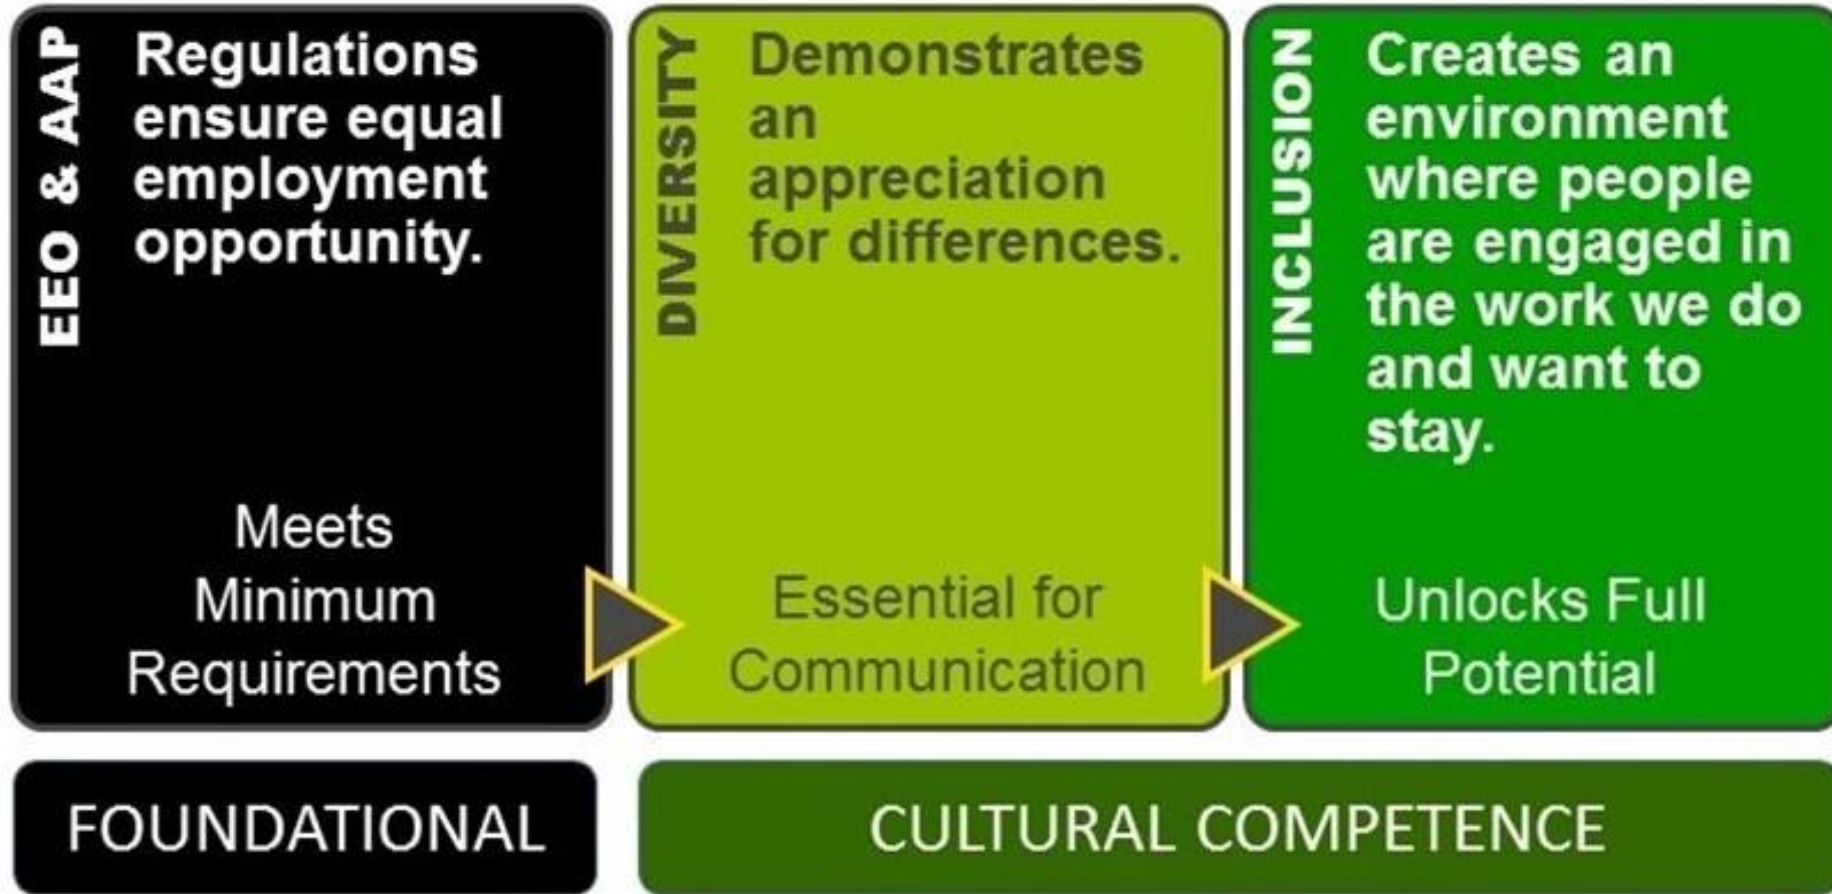 EEO & AAP
Regulations
ensure equal
employment
opportunity.
Meets
Minimum
Requirements
DIVERSITY
Demonstrates
an
appreciation
for differences.
Essential for
Communication
INCLUSION
Creates an
environment
where people
are engaged in
the work we do
and want to
stay.
Unlocks Full
Potential
FOUNDATIONAL
CULTURAL COMPETENCE